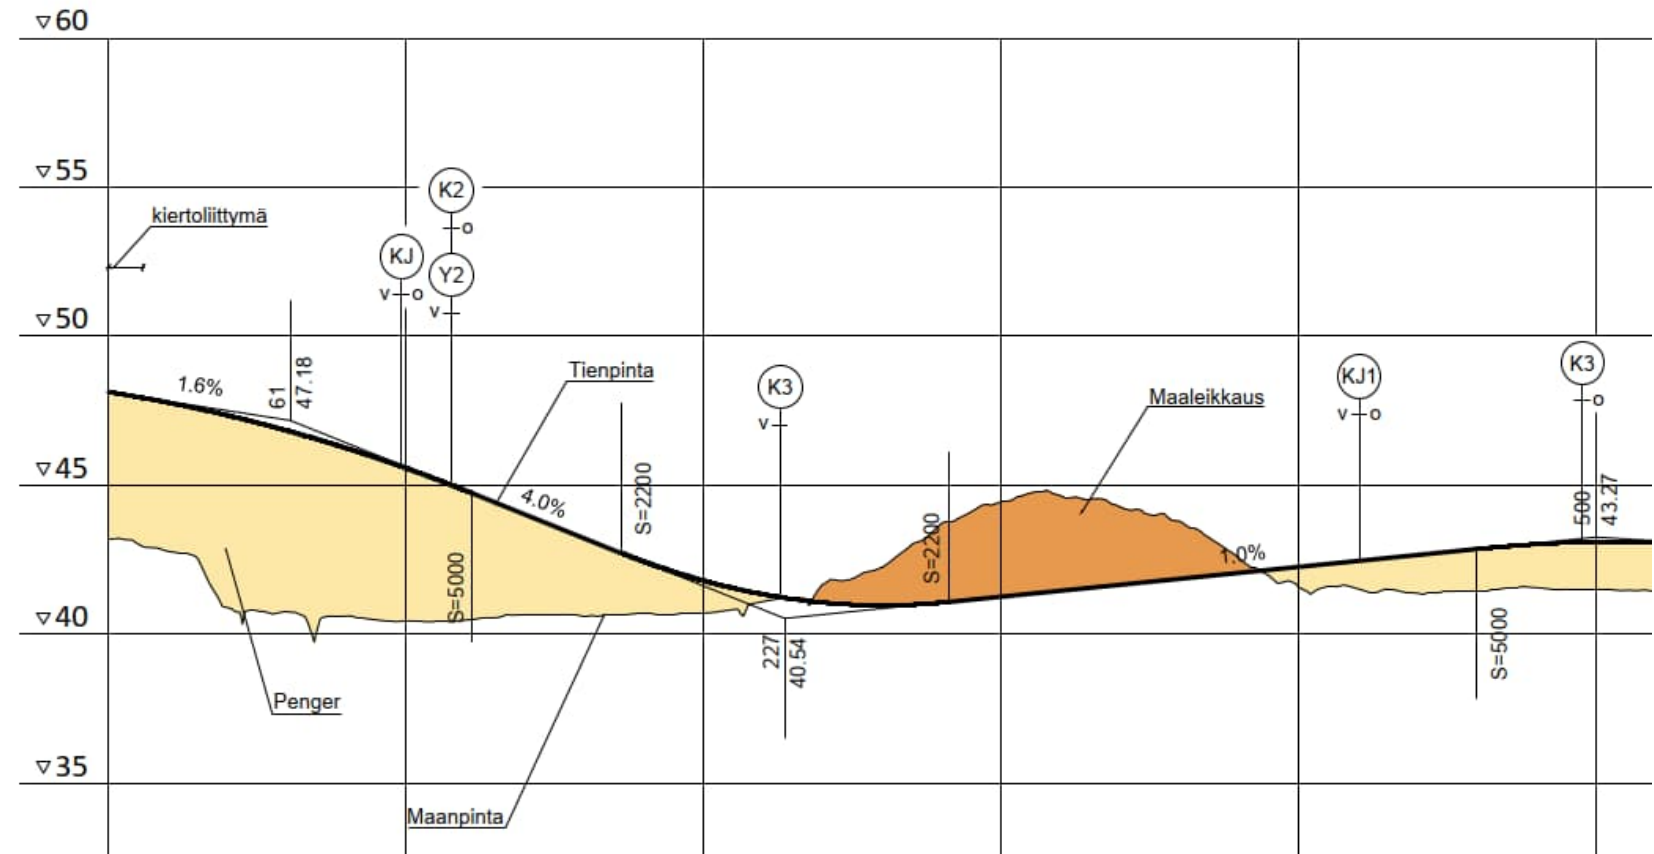 ▽60
▽55
K2
kiertoliittymä
o
KJ
Y2
v o
v
▽50
Tienpinta
61
47.18
1.6%
K3
v
Maaleikkaus
KJ1
v o
K3
o
▽45
4.0%
S=2200
S=5000
S=2200
1.0%
500
43.27
▽40
227
40.54
S=5000
Penger
▽35
Maanpinta